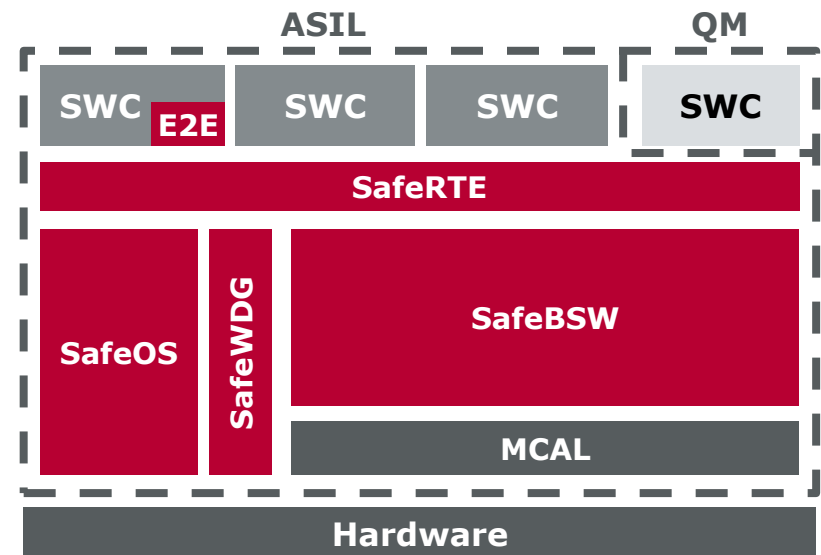 ASIL
QM
SWC
E2E
SWC
SWC
SWC
SafeRTE
SafeOS
SafeWDG
SafeBSW
MCAL
Hardware